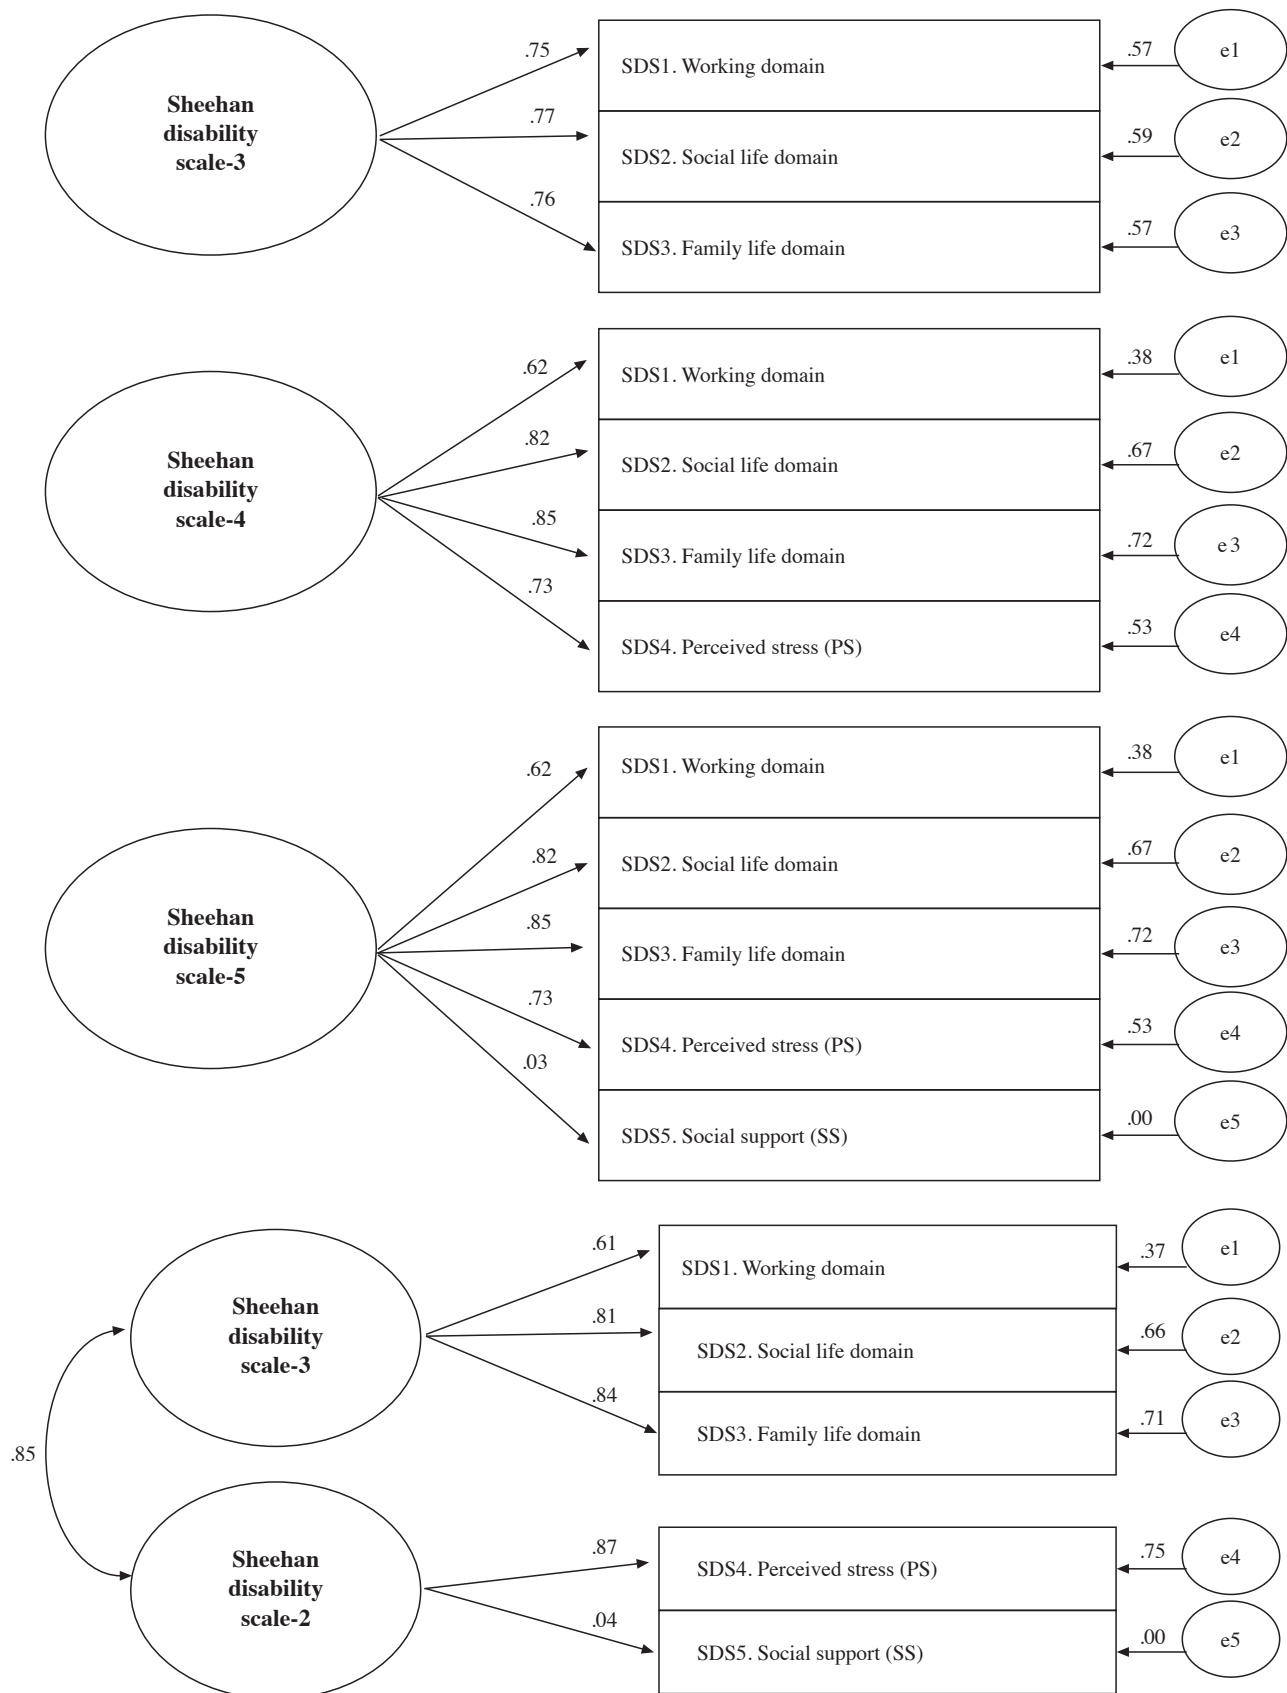 Sheehan
disability
scale-3
.75
.77
.76
SDS1. Working domain
SDS2. Social life domain
SDS3. Family life domain
.57
.59
.57
e1
e2
e3
Sheehan
disability
scale-4
.62
.82
.85
.73
SDS1. Working domain
SDS2. Social life domain
SDS3. Family life domain
SDS4. Perceived stress (PS)
.38
.67
.72
.53
e1
e2
e3
e4
Sheehan
disability
scale-5
.62
.82
.85
.73
.03
SDS1. Working domain
SDS2. Social life domain
SDS3. Family life domain
SDS4. Perceived stress (PS)
SDS5. Social support (SS)
.38
.67
.72
.53
.00
e1
e2
e3
e4
e5
.85
Sheehan
disability
scale-3
.61
.81
.84
SDS1. Working domain
SDS2. Social life domain
SDS3. Family life domain
.37
.66
.71
e1
e2
e3
Sheehan
disability
scale-2
.87
.04
SDS4. Perceived stress (PS)
SDS5. Social support (SS)
.75
.00
e4
e5